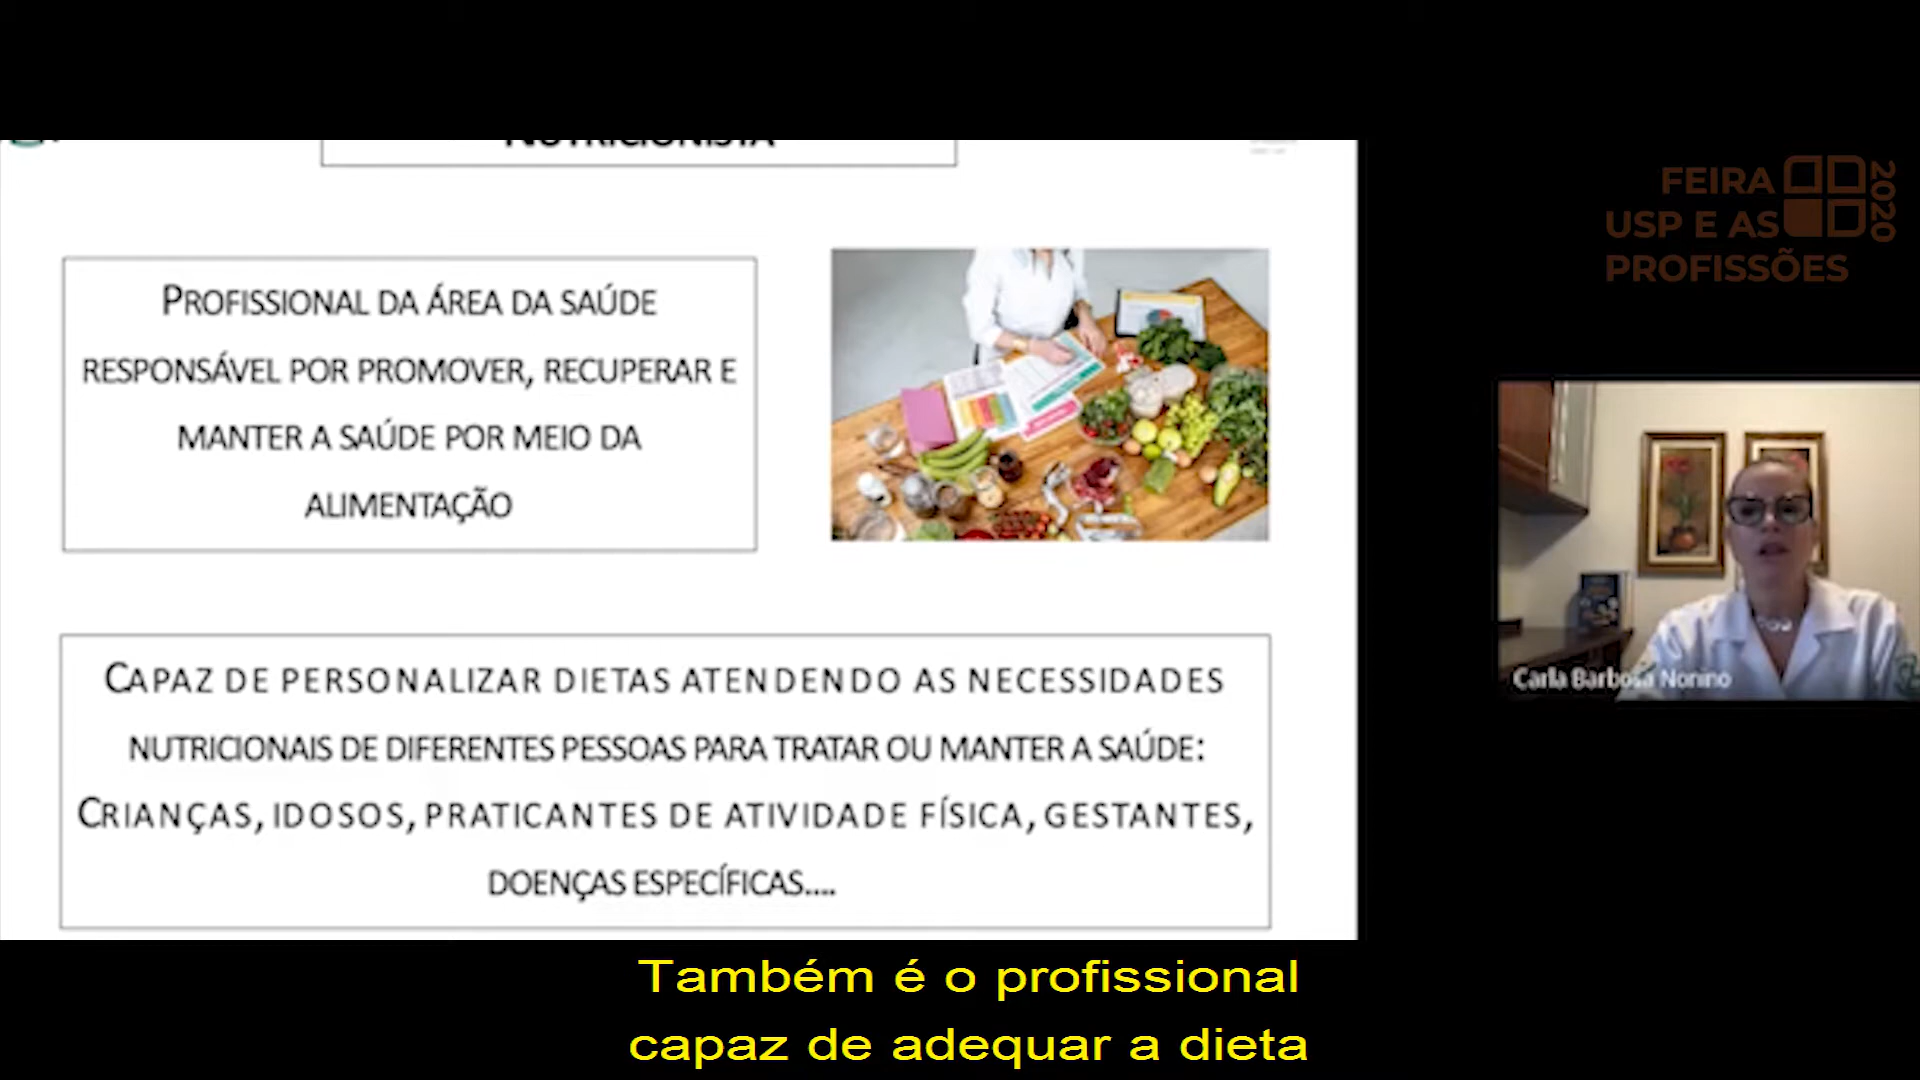 NUTRICIONISTA
PROFISSIONAL DA ÁREA DA SAÚDE
RESPONSÁVEL POR PROMOVER, RECUPERAR E
MANTER A SAÚDE POR MEIO DA
ALIMENTAÇÃO
CAPAZ DE PERSONALIZAR DIETAS ATENDENDO AS NECESSIDADES
NUTRICIONAIS DE DIFERENTES PESSOAS PARA TRATAR OU MANTER A SAÚDE:
CRIANÇAS, IDOSOS, PRATICANTES DE ATIVIDADE FÍSICA, GESTANTES,
DOENÇAS ESPECÍFICAS....
FEIRA
USP E AS
PROFISSÕES
2020
Carla Barbosa Nonino
Também é o profissional
capaz de adequar a dieta